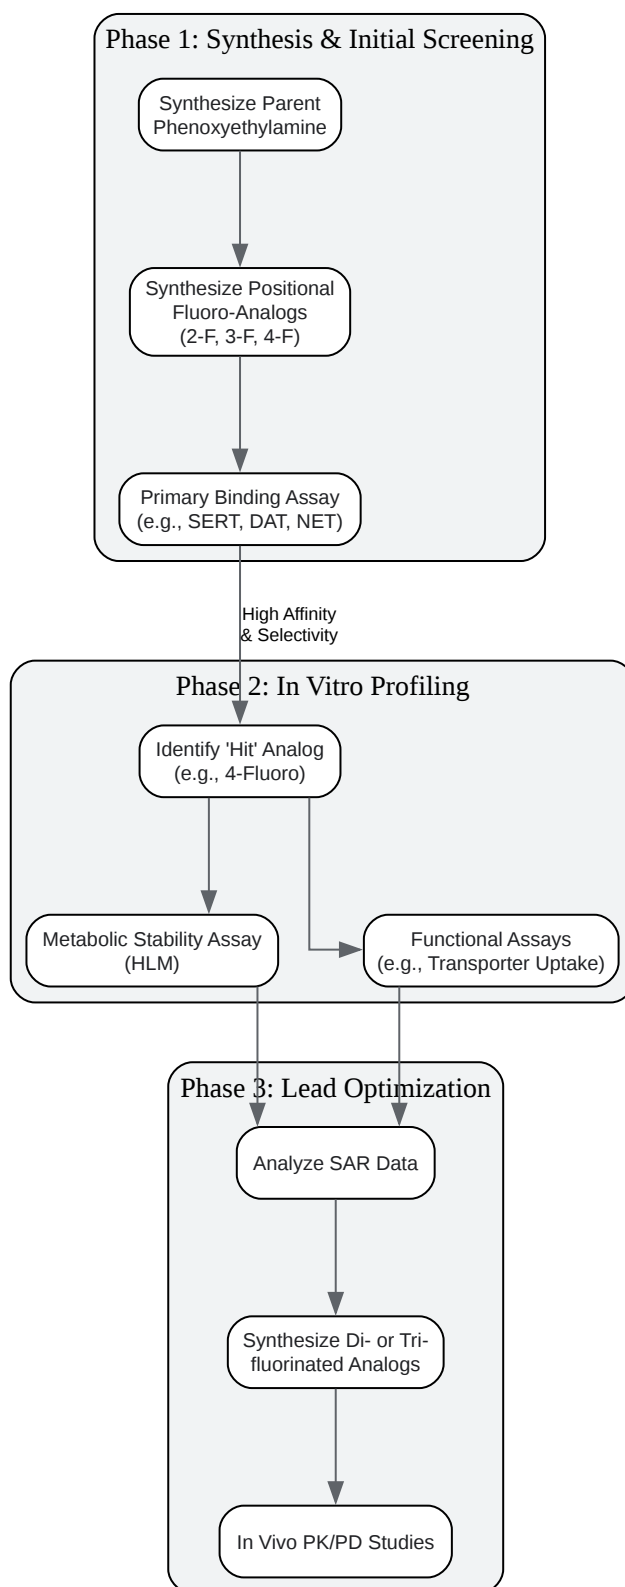 Phase 1: Synthesis & Initial Screening
Synthesize Parent
Phenoxyethylamine
Synthesize Positional
Fluoro-Analogs
(2-F, 3-F, 4-F)
Primary Binding Assay
(e.g., SERT, DAT, NET)
High Affinity
& Selectivity
Phase 2: In Vitro Profiling
Identify 'Hit' Analog
(e.g., 4-Fluoro)
Metabolic Stability Assay
(HLM)
Functional Assays
(e.g., Transporter Uptake)
Phase 3: Lead Optimization
Analyze SAR Data
Synthesize Di- or Tri-
fluorinated Analogs
In Vivo PK/PD Studies